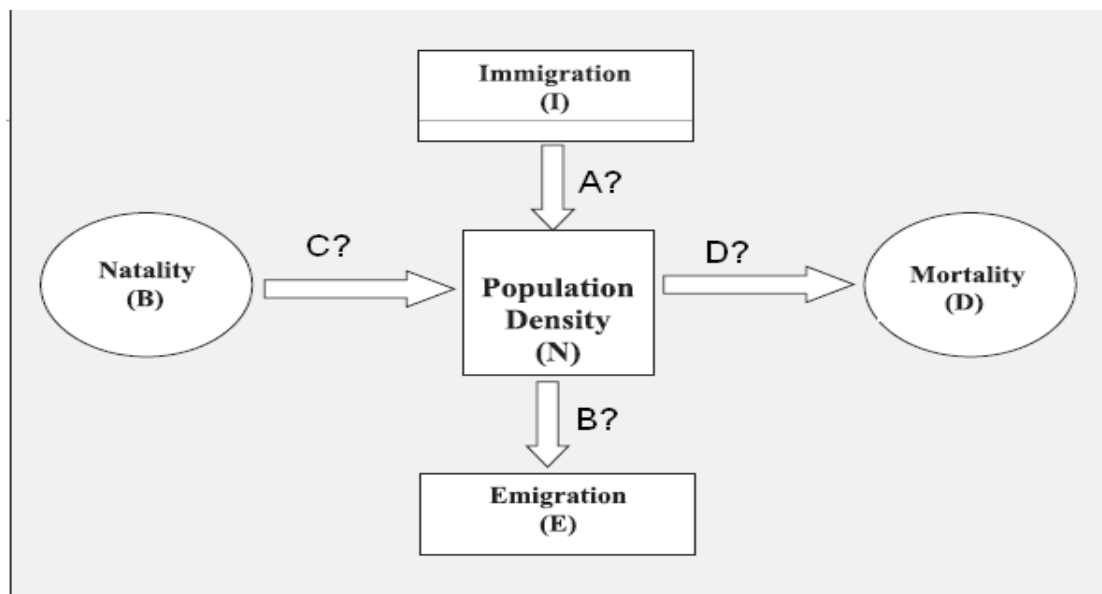 Immigration
(I)
A?
C?
D?
Natality
(B)
Population
Density
(N)
Mortality
(D)
B?
Emigration
(E)